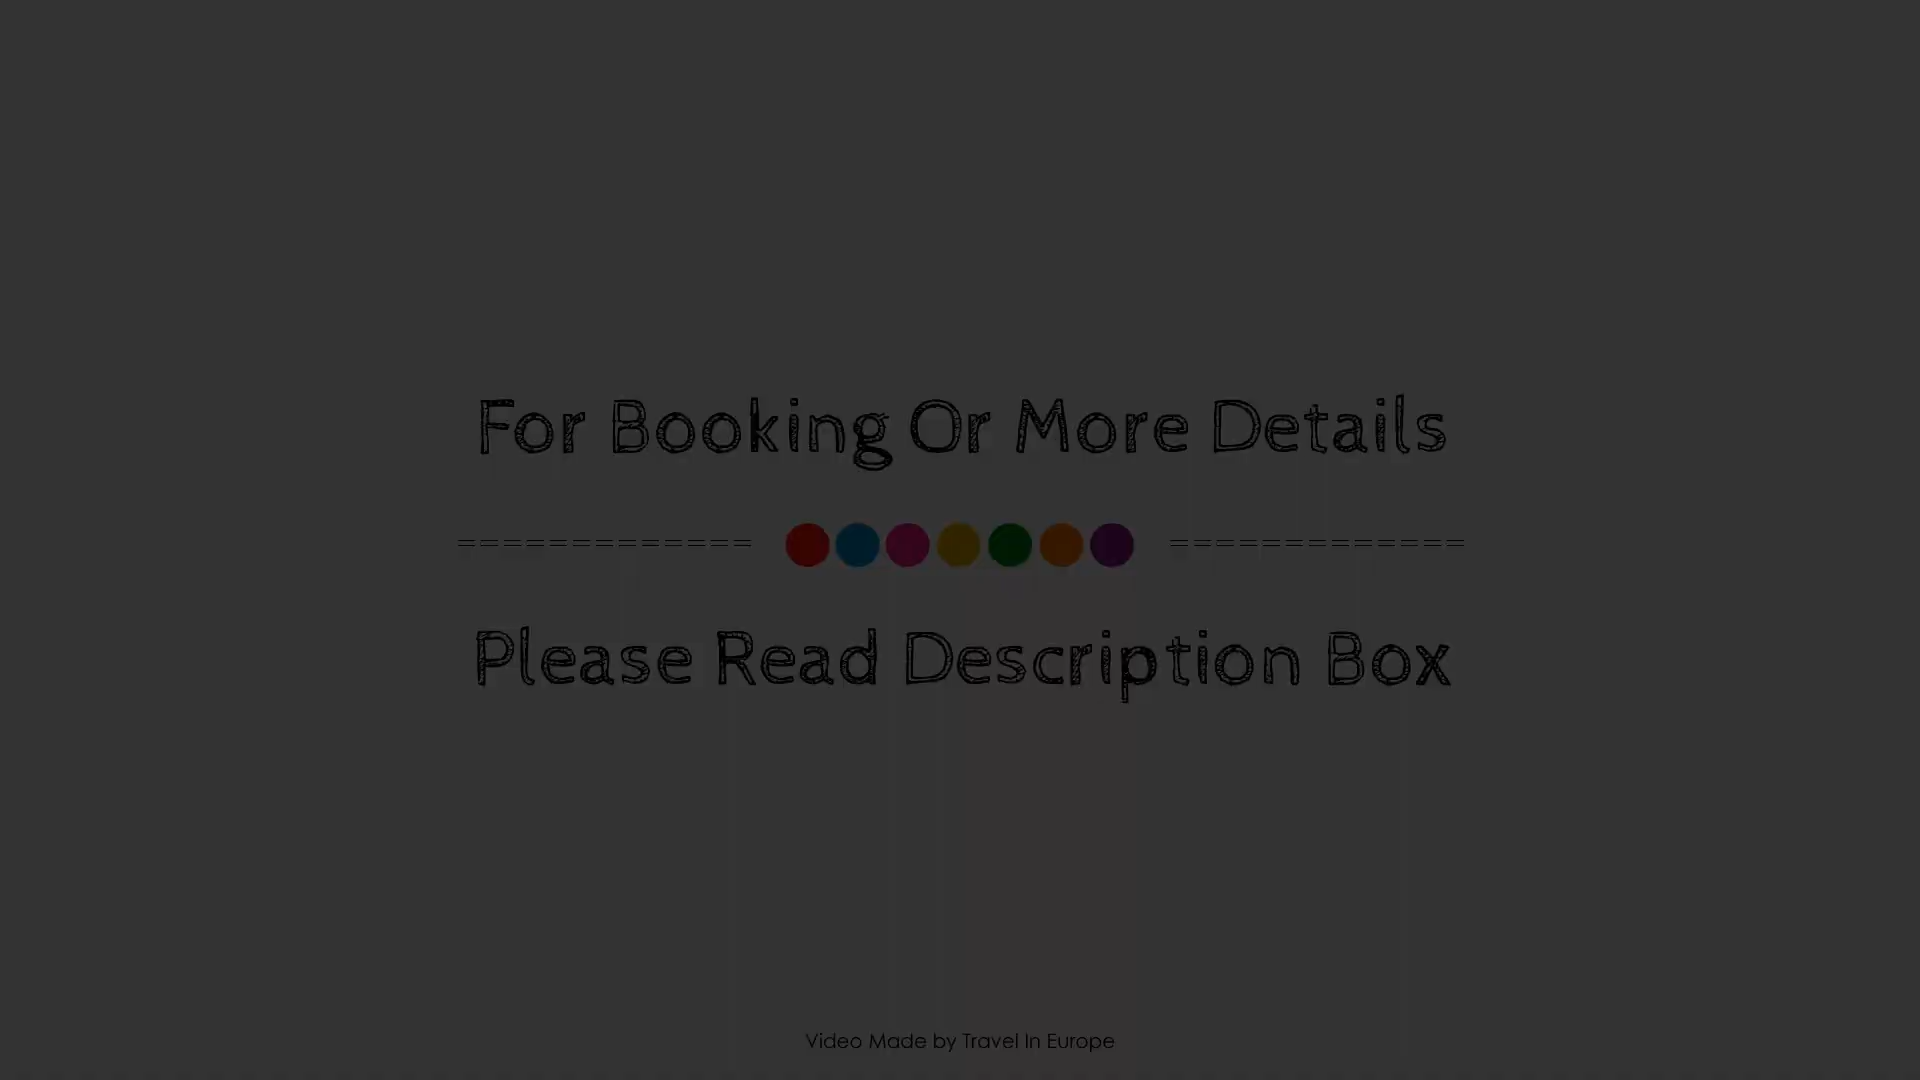 For Booking Or More Details
============= =============
Please Read Description Box
Video Made by Travel In Europe